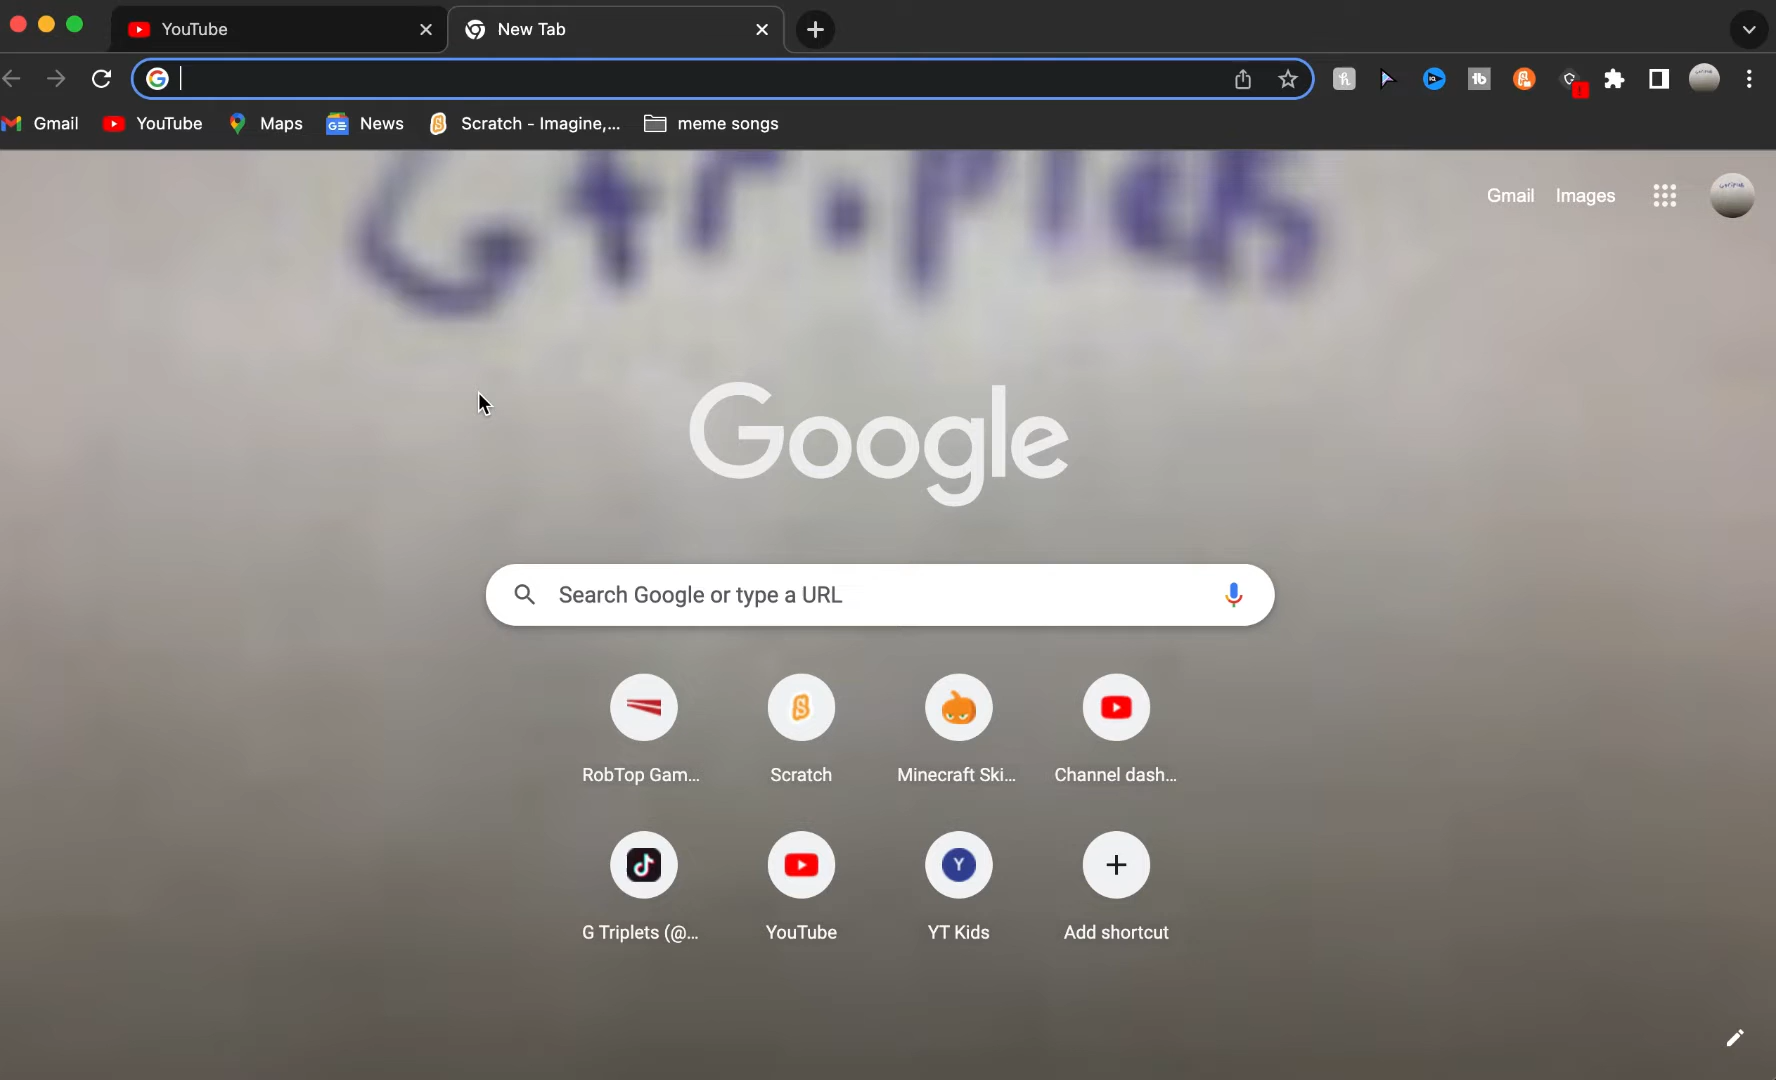 YouTube New Tab
Gmail YouTube Maps News Scratch - Imagine,... meme songs
Gmail Images
Google
Search Google or type a URL
RobTop Gam... Scratch Minecraft Ski... Channel dash...
G Triplets (@... YouTube YT Kids Add shortcut